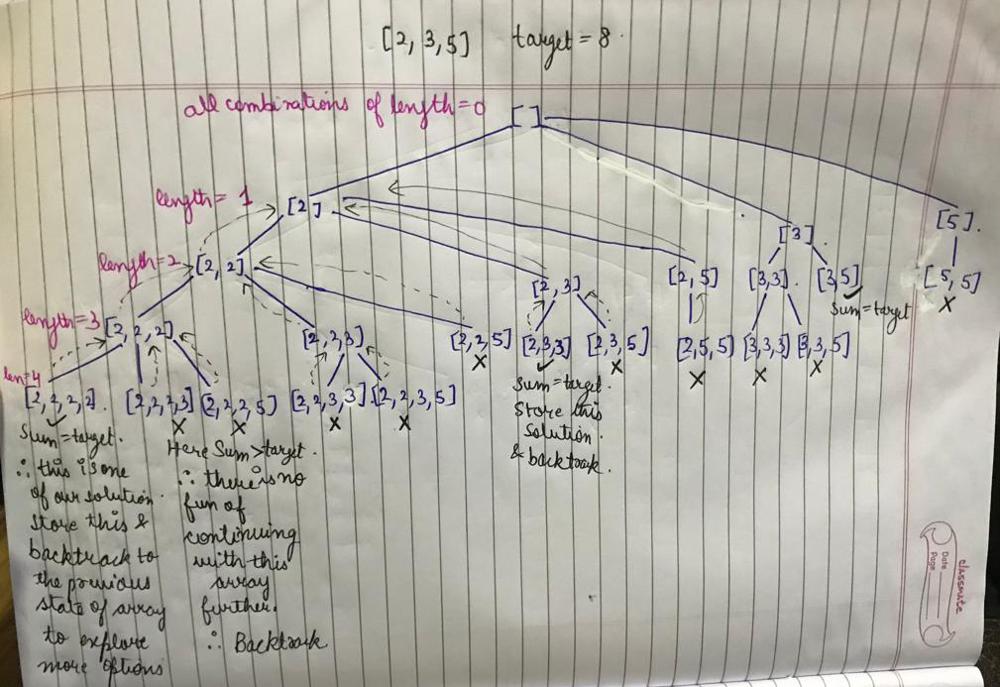 [2, 3, 5] target = 8.
all combinations of length=0 [ ]
length= 1 [2] [3]. [5].
length=2 [2, 2] [2, 3] [2, 5] [3,3]. [3,5] [5, 5]
sum=target
X
length=3 [2, 2, 2] [2, 2, 3] [2, 2, 5] [2,3,3] [2,3,5] [2,5,5] [3,3,3] [3,3,5]
X X X X X
sum=target.
store this
solution.
& backtrack.
len=4 [2, 2, 2, 2]. [2, 2, 2, 3] [2, 2, 2, 5] [2, 2, 3, 3] [2, 2, 3, 5]
X X X X
Sum=target.
∴ this is one
of our solution.
store this &
backtrack to
the previous
state of array
to explore
more options
Here Sum>target.
∴ there is no
fun of
continuing
with this
array
further.
∴ Backtrack
classmate
Date
Page